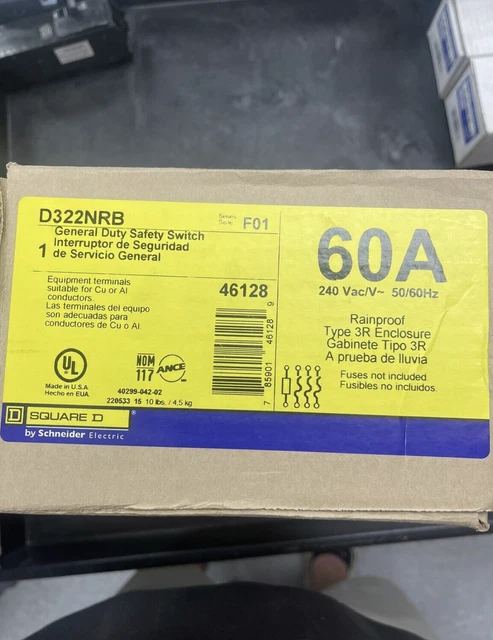 D322NRB
Series
Serie F01
General Duty Safety Switch
1 Interruptor de Seguridad
de Servicio General
Equipment terminals
suitable for Cu or Al
conductors.
Las terminales del equipo
son adecuadas para
conductores de Cu o Al
46128
7 85901 46128 9
UL
Made in U.S.A
Hecho en EUA.
NOM
117
ANCE
40299-042-02
220533 15 10 lbs. / 4,5 kg
60A
240 Vac/V~ 50/60Hz
Rainproof
Type 3R Enclosure
Gabinete Tipo 3R
A prueba de lluvia
Fuses not included.
Fusibles no incluidos.
D SQUARE D
by Schneider Electric